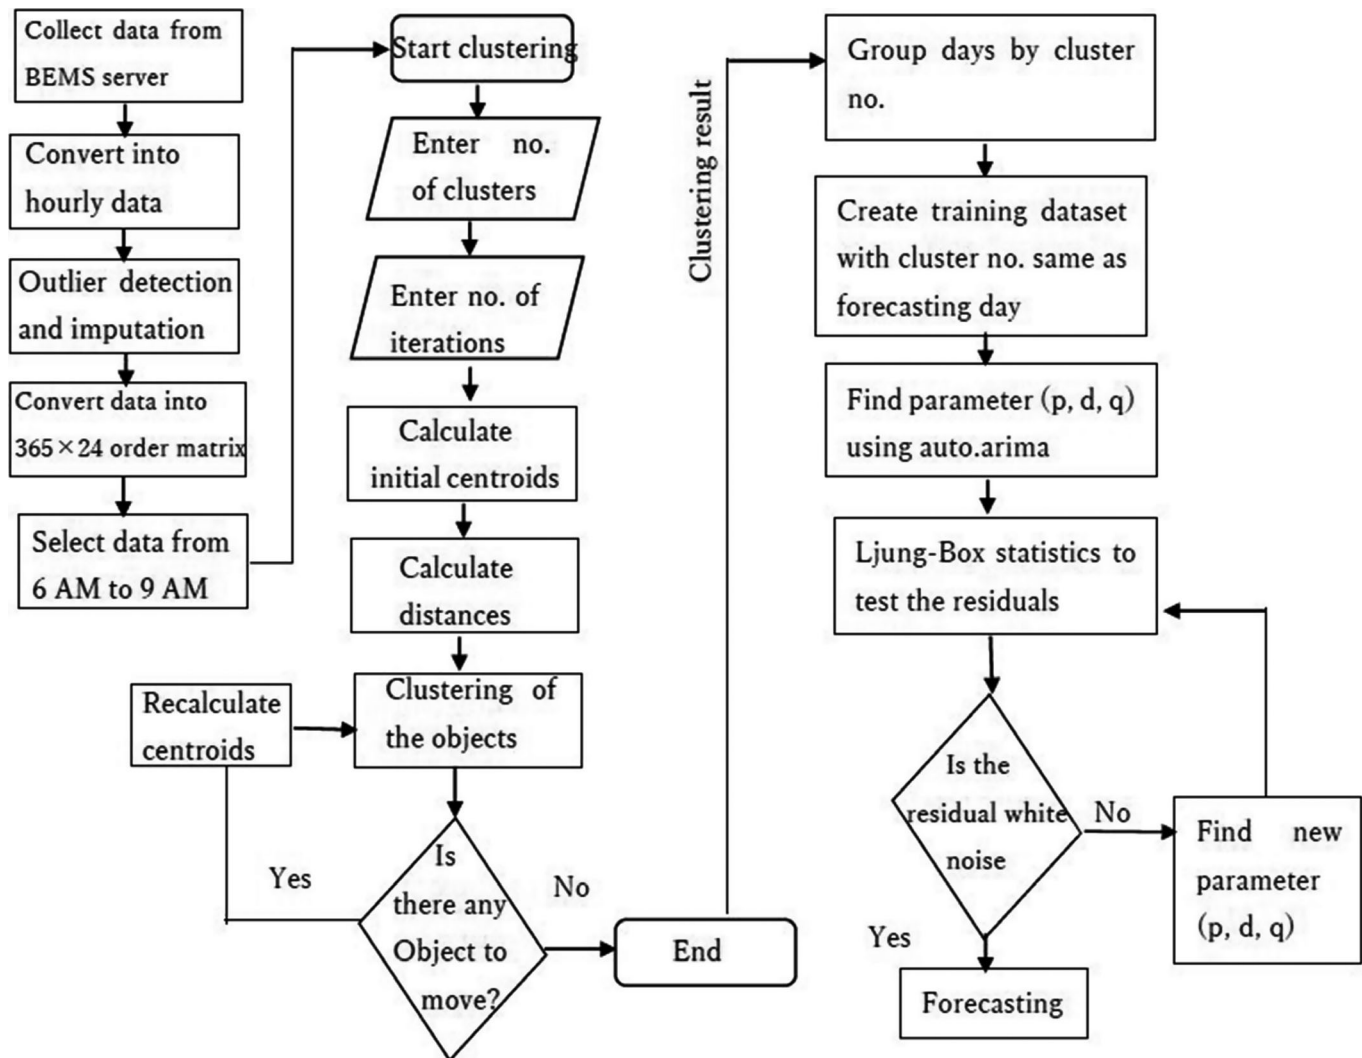 Collect data from
BEMS server
Convert into
hourly data
Outlier detection
and imputation
Convert data into
365×24 order matrix
Select data from
6 AM to 9 AM
Start clustering
Enter no.
of clusters
Enter no. of
iterations
Calculate
initial centroids
Calculate
distances
Clustering of
the objects
Recalculate
centroids
Is
there any
Object to
move?
Yes
No
End
Clustering result
Group days by cluster
no.
Create training dataset
with cluster no. same as
forecasting day
Find parameter (p, d, q)
using auto.arima
Ljung-Box statistics to
test the residuals
Is the
residual white
noise
No
Find new
parameter
(p, d, q)
Yes
Forecasting